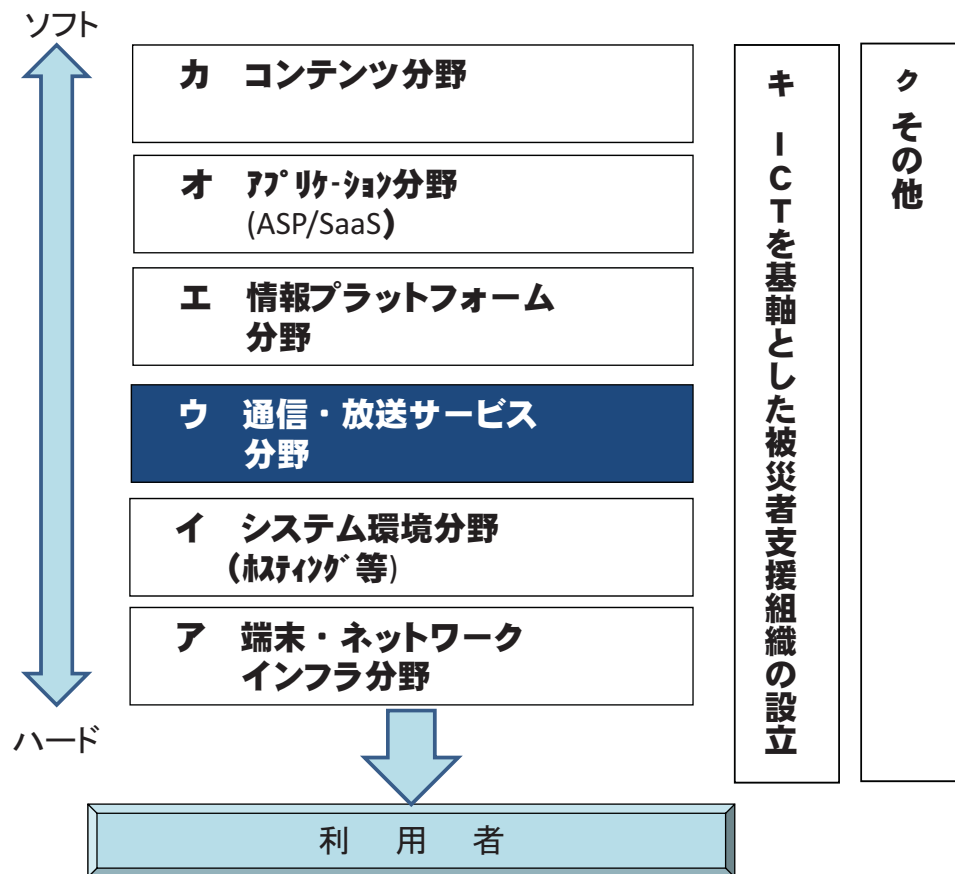 ソフト
カ コンテンツ分野
オ ｱﾌﾟﾘｹｰｼｮﾝ分野
(ASP/SaaS)
エ 情報プラットフォーム
分野
ウ 通信・放送サービス
分野
イ システム環境分野
(ﾎｽﾃｨﾝｸﾞ等)
ア 端末・ネットワーク
インフラ分野
ハード
利用者
キ ICTを基軸とした被災者支援組織の設立
ク その他